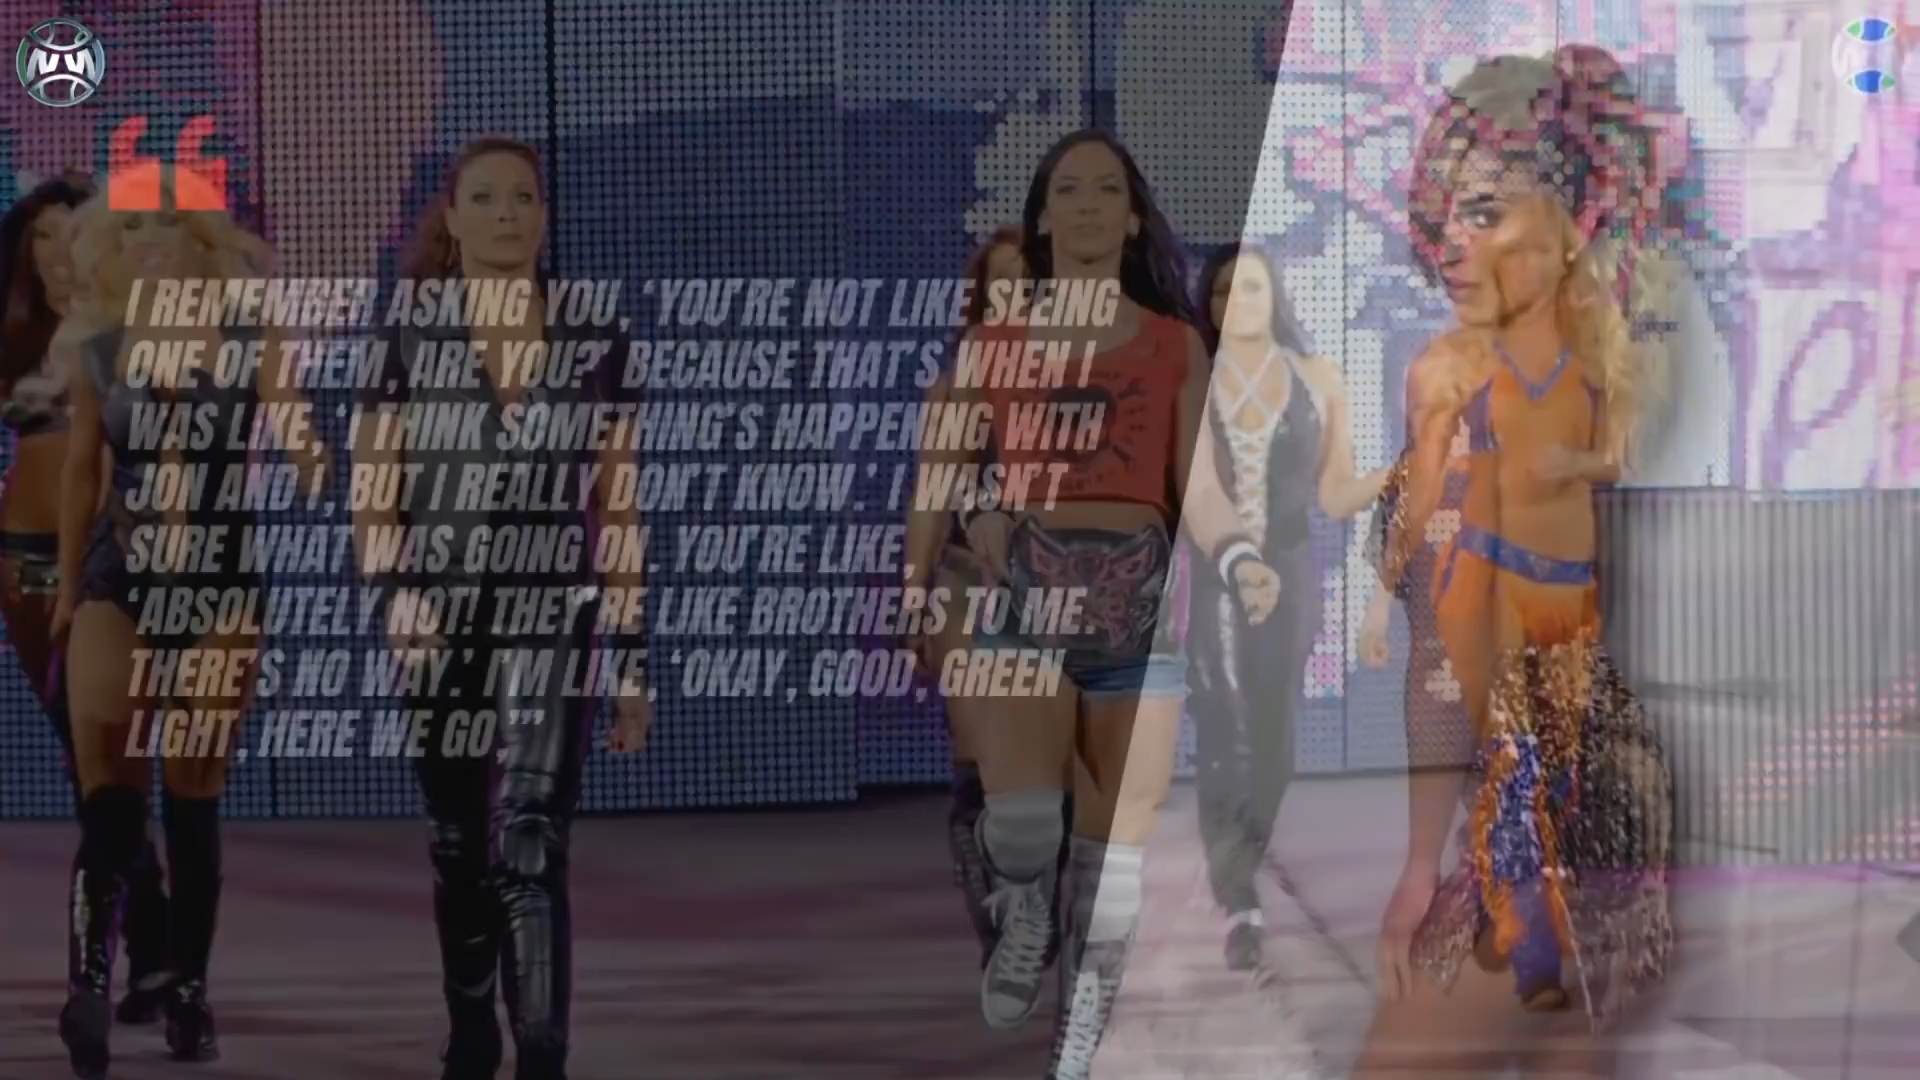 I REMEMBER ASKING YOU, ‘YOU’RE NOT LIKE SEEING
ONE OF THEM, ARE YOU?’ BECAUSE THAT’S WHEN I
WAS LIKE, ‘I THINK SOMETHING’S HAPPENING WITH
JON AND I, BUT I REALLY DON’T KNOW.’ I WASN’T
SURE WHAT WAS GOING ON. YOU’RE LIKE,
‘ABSOLUTELY NOT! THEY’RE LIKE BROTHERS TO ME.
THERE’S NO WAY.’ I’M LIKE, ‘OKAY, GOOD, GREEN
LIGHT, HERE WE GO,’”